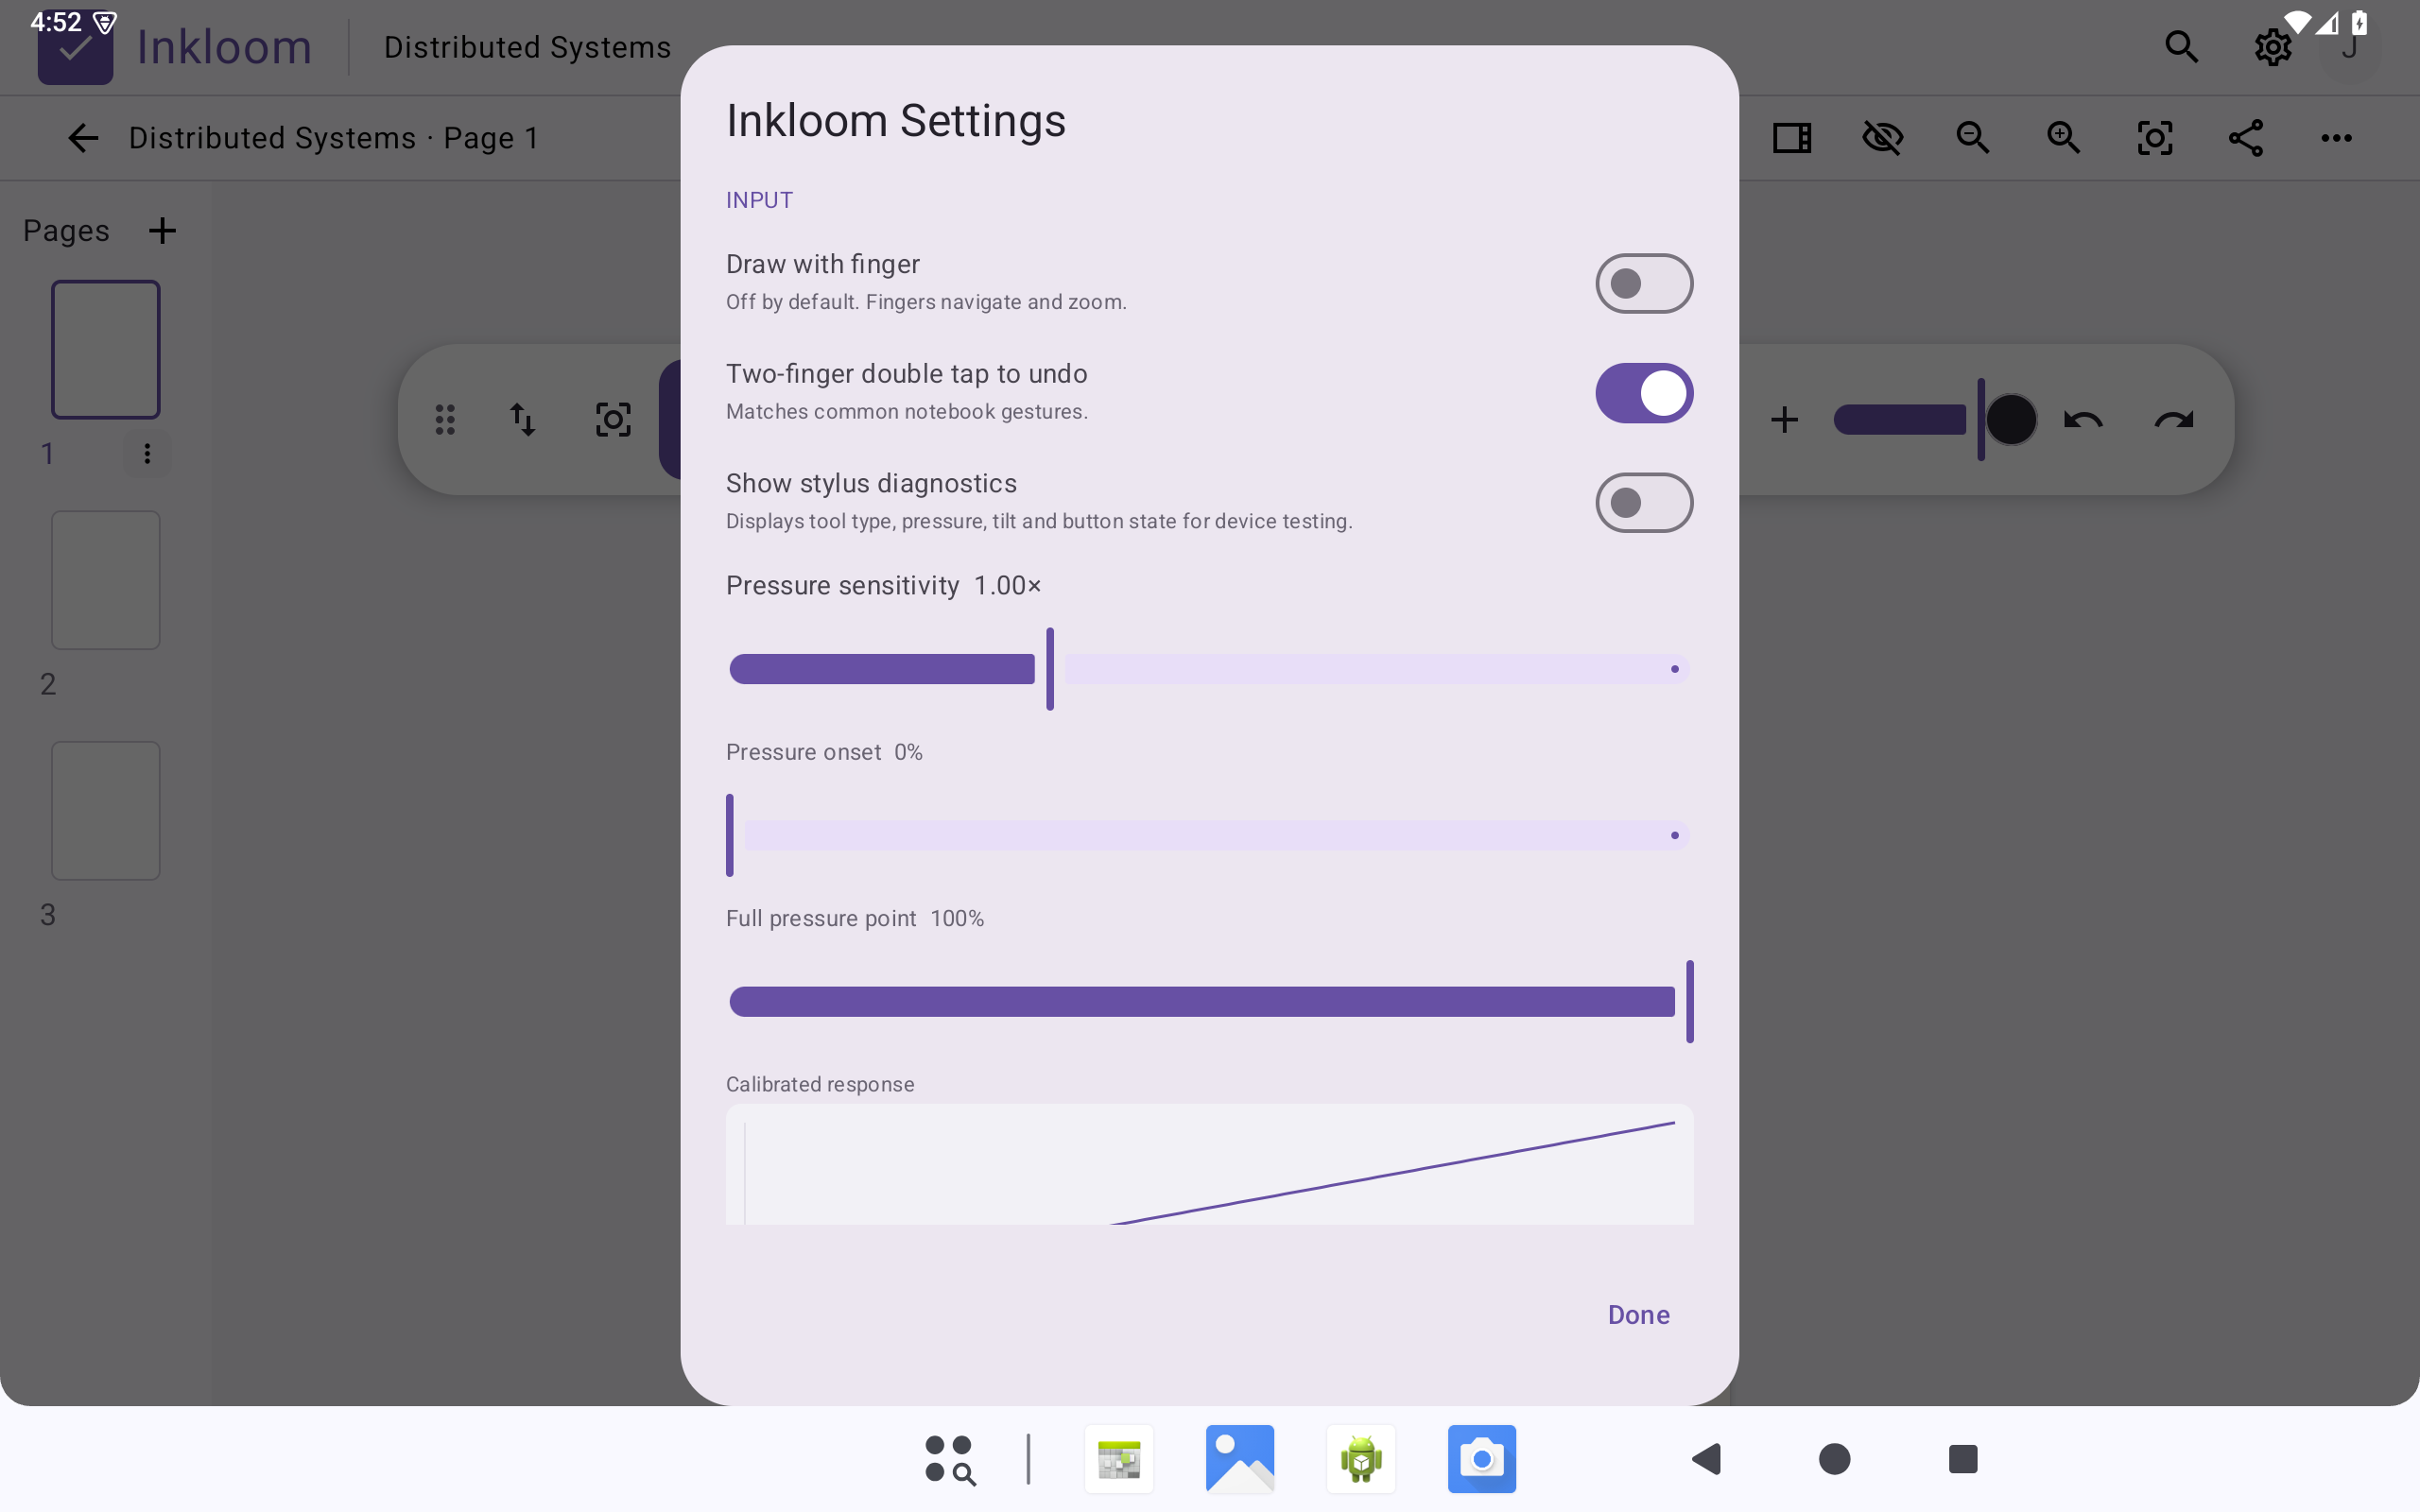 4:52
Inkloom
Distributed Systems
J
Distributed Systems · Page 1
Pages
1
2
3
Inkloom Settings
INPUT
Draw with finger
Off by default. Fingers navigate and zoom.
Two-finger double tap to undo
Matches common notebook gestures.
Show stylus diagnostics
Displays tool type, pressure, tilt and button state for device testing.
Pressure sensitivity 1.00×
Pressure onset 0%
Full pressure point 100%
Calibrated response
Done